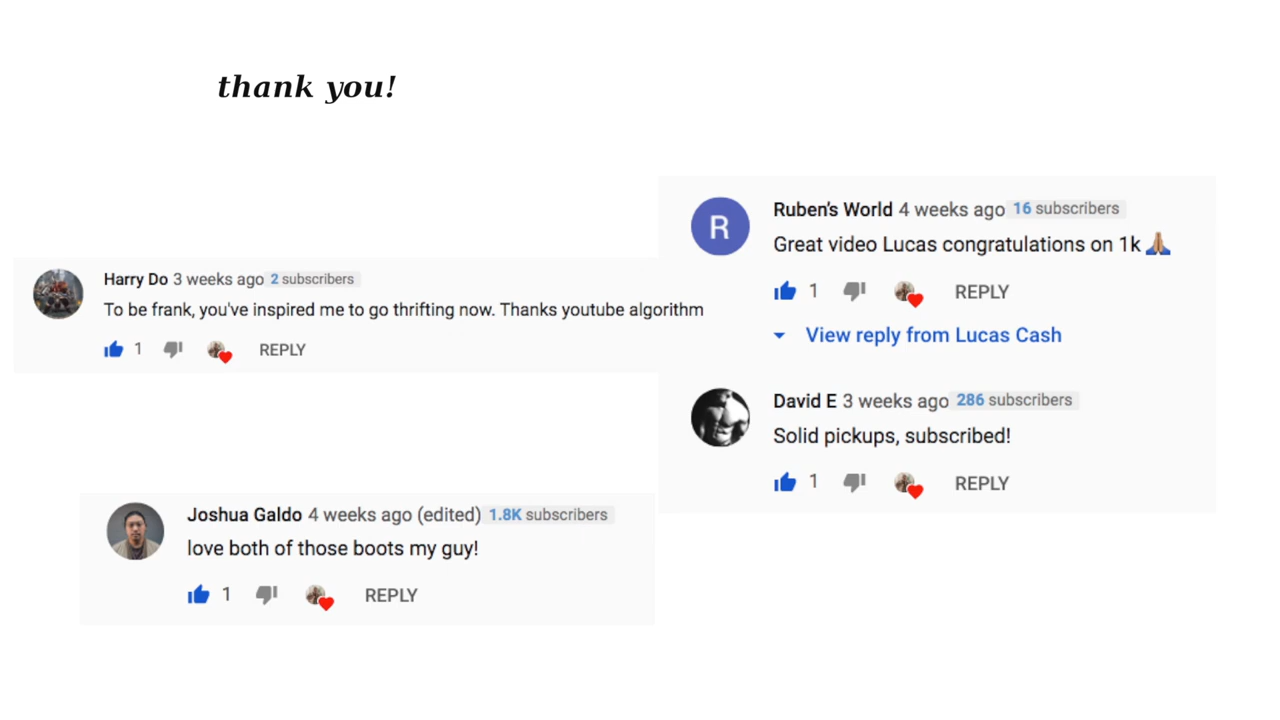 thank you!
Harry Do 3 weeks ago 2 subscribers
To be frank, you've inspired me to go thrifting now. Thanks youtube algorithm
1 REPLY
Joshua Galdo 4 weeks ago (edited) 1.8K subscribers
love both of those boots my guy!
1 REPLY
R
Ruben's World 4 weeks ago 16 subscribers
Great video Lucas congratulations on 1k 🙏🏽
1 REPLY
View reply from Lucas Cash
David E 3 weeks ago 286 subscribers
Solid pickups, subscribed!
1 REPLY